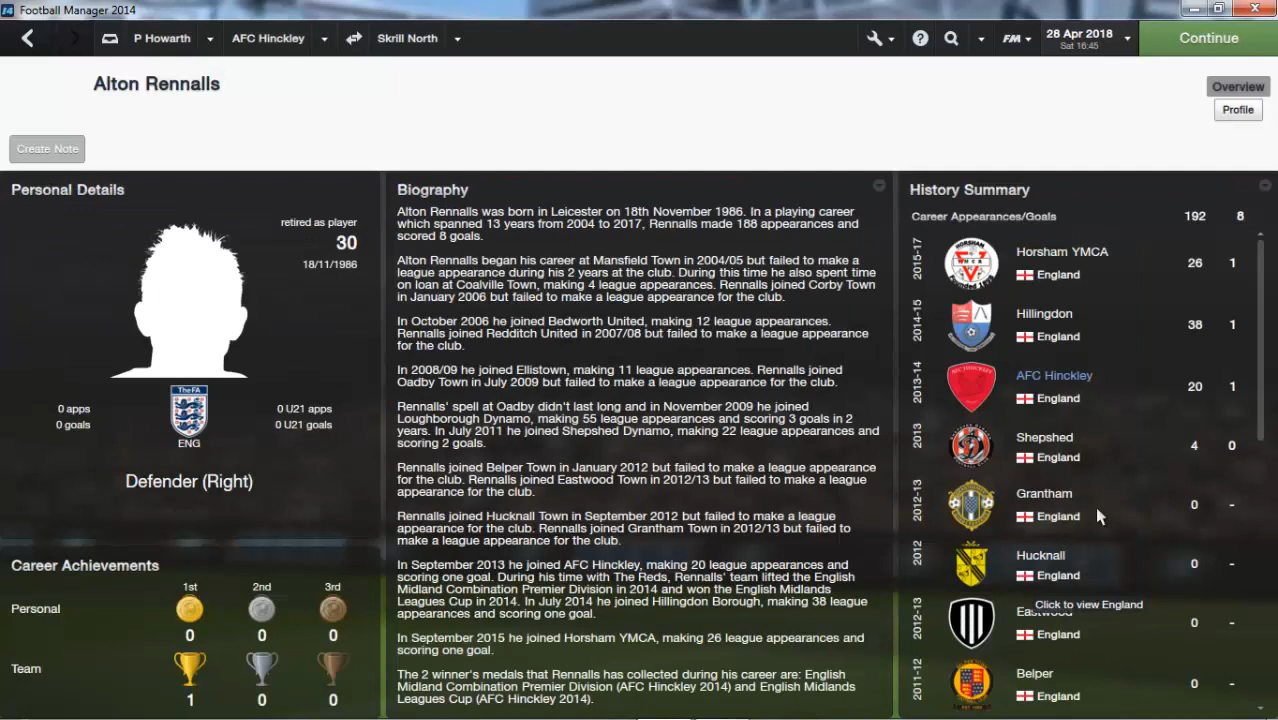 Football Manager 2014
P Howarth
AFC Hinckley
Skrill North
FM
28 Apr 2018
Sat 16:45
Continue
Alton Rennalls
Overview
Profile
Create Note
Personal Details
retired as player
30
18/11/1986
0 apps
0 goals
0 U21 apps
0 U21 goals
TheFA
ENG
Defender (Right)
Career Achievements
1st
2nd
3rd
Personal
0
0
0
Team
1
0
0
Biography
Alton Rennalls was born in Leicester on 18th November 1986. In a playing career
which spanned 13 years from 2004 to 2017, Rennalls made 188 appearances and
scored 8 goals.
Alton Rennalls began his career at Mansfield Town in 2004/05 but failed to make a
league appearance during his 2 years at the club. During this time he also spent time
on loan at Coalville Town, making 4 league appearances. Rennalls joined Corby Town
in January 2006 but failed to make a league appearance for the club.
In October 2006 he joined Bedworth United, making 12 league appearances.
Rennalls joined Redditch United in 2007/08 but failed to make a league appearance
for the club.
In 2008/09 he joined Ellistown, making 11 league appearances. Rennalls joined
Oadby Town in July 2009 but failed to make a league appearance for the club.
Rennalls' spell at Oadby didn't last long and in November 2009 he joined
Loughborough Dynamo, making 55 league appearances and scoring 3 goals in 2
years. In July 2011 he joined Shepshed Dynamo, making 22 league appearances and
scoring 2 goals.
Rennalls joined Belper Town in January 2012 but failed to make a league appearance
for the club. Rennalls joined Eastwood Town in 2012/13 but failed to make a league
appearance for the club.
Rennalls joined Hucknall Town in September 2012 but failed to make a league
appearance for the club. Rennalls joined Grantham Town in 2012/13 but failed to
make a league appearance for the club.
In September 2013 he joined AFC Hinckley, making 20 league appearances and
scoring one goal. During his time with The Reds, Rennalls' team lifted the English
Midland Combination Premier Division in 2014 and won the English Midlands
Leagues Cup in 2014. In July 2014 he joined Hillingdon Borough, making 38 league
appearances and scoring one goal.
In September 2015 he joined Horsham YMCA, making 26 league appearances and
scoring one goal.
The 2 winner's medals that Rennalls has collected during his career are: English
Midland Combination Premier Division (AFC Hinckley 2014) and English Midlands
Leagues Cup (AFC Hinckley 2014).
History Summary
Career Appearances/Goals 192 8
2015-17 Horsham YMCA 26 1
England
2014-15 Hillingdon 38 1
England
2013-14 AFC Hinckley 20 1
England
2013 Shepshed 4 0
England
2012-13 Grantham 0 -
England
2012 Hucknall 0 -
England
Click to view England
2012-13 Eastwood 0 -
England
2011-12 Belper 0 -
England